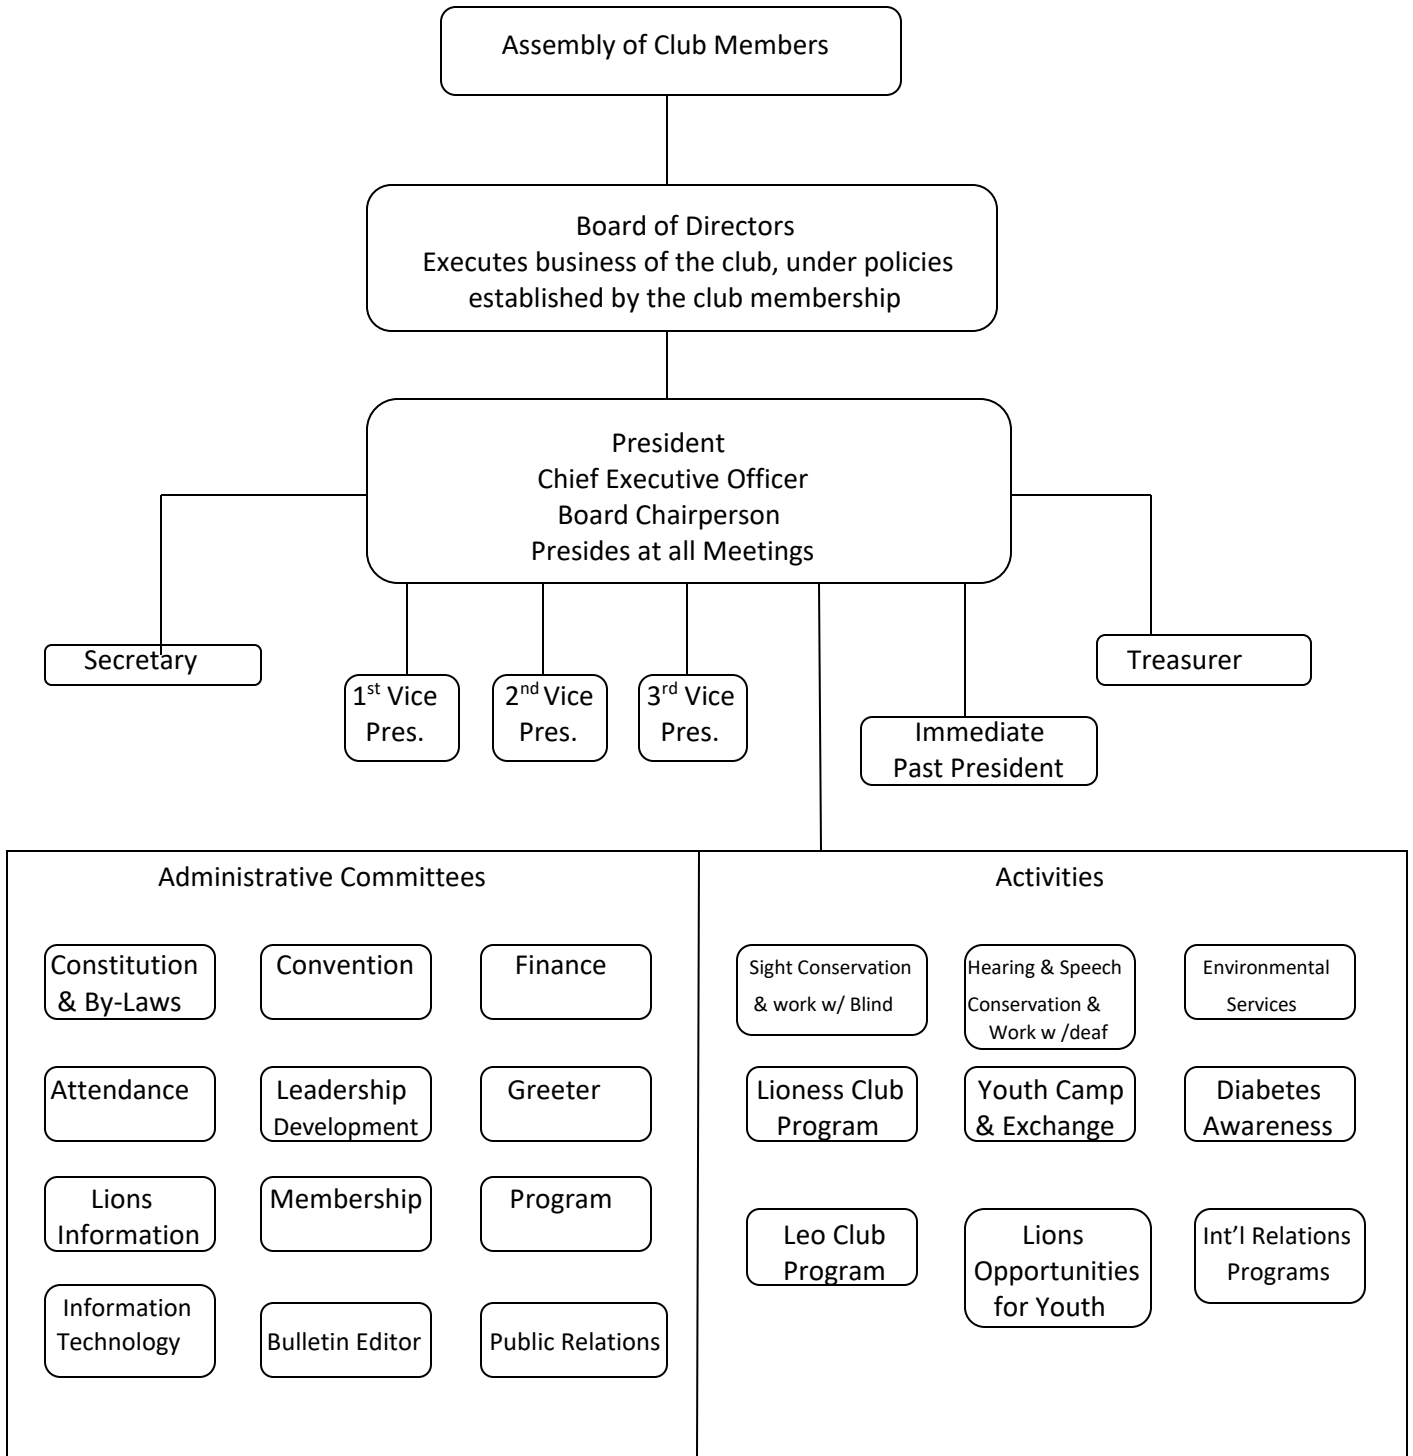 Assembly of Club Members
Board of Directors
Executes business of the club, under policies
established by the club membership
President
Chief Executive Officer
Board Chairperson
Presides at all Meetings
Secretary
Treasurer
1st Vice
Pres.
2nd Vice
Pres.
3rd Vice
Pres.
Immediate
Past President
Administrative Committees
Constitution
& By-Laws
Convention
Finance
Attendance
Leadership
Development
Greeter
Lions
Information
Membership
Program
Information
Technology
Bulletin Editor
Public Relations
Activities
Sight Conservation
& work w/ Blind
Hearing & Speech
Conservation &
Work w /deaf
Environmental
Services
Lioness Club
Program
Youth Camp
& Exchange
Diabetes
Awareness
Leo Club
Program
Lions
Opportunities
for Youth
Int’l Relations
Programs